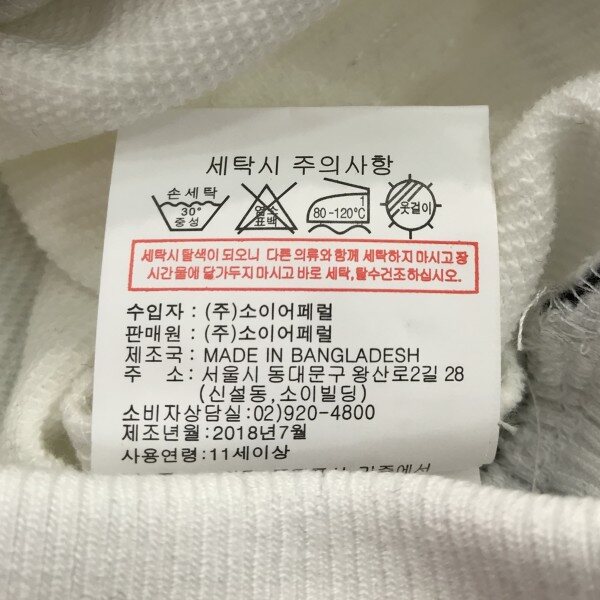 세탁시 주의사항
손세탁
30°
중성
염소
표백
1
80-120℃
옷걸이
세탁시 탈색이 되오니 다른 의류와 함께 세탁하지 마시고 장
시간 물에 담가두지 마시고 바로 세탁,탈수건조하십시오.
수입자 : (주)소이어페럴
판매원 : (주)소이어페럴
제조국 : MADE IN BANGLADESH
주 소 : 서울시 동대문구 왕산로2길 28
(신설동,소이빌딩)
소비자상담실:02)920-4800
제조년월:2018년7월
사용연령:11세이상